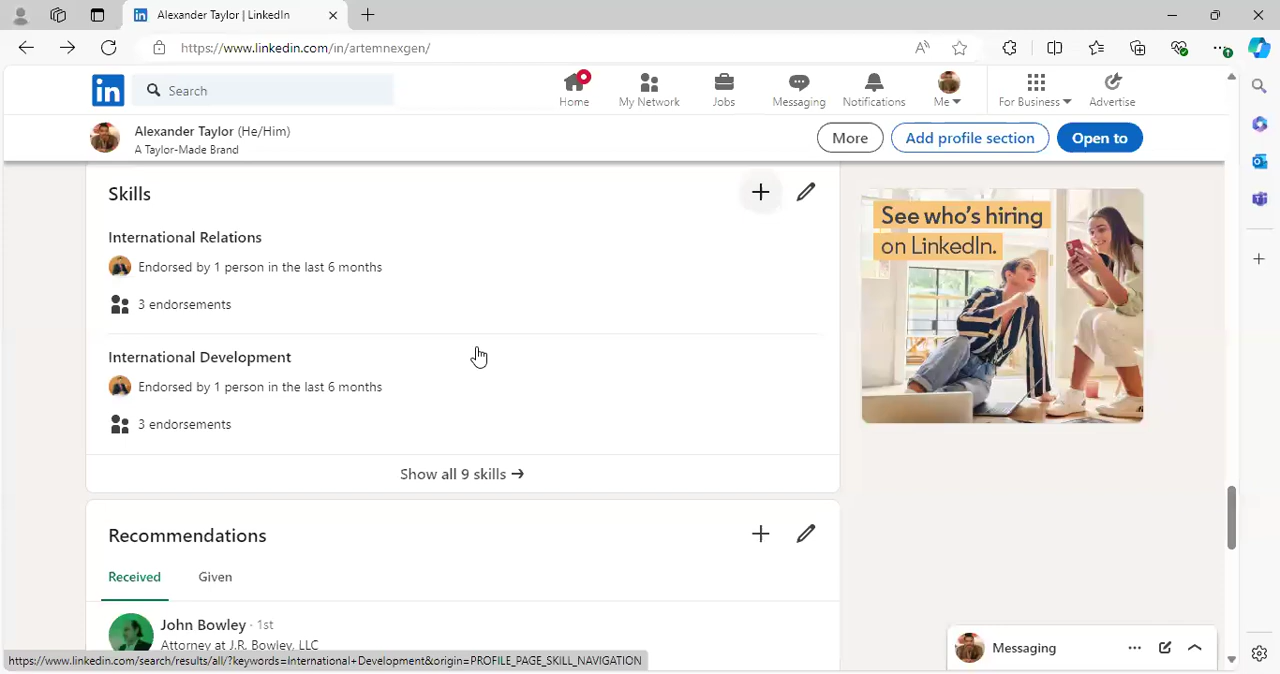 Alexander Taylor | LinkedIn
https://www.linkedin.com/in/artemnexgen/
in
Search
Home
My Network
Jobs
Messaging
Notifications
Me
For Business
Advertise
Alexander Taylor (He/Him)
A Taylor-Made Brand
More
Add profile section
Open to
Skills
International Relations
Endorsed by 1 person in the last 6 months
3 endorsements
International Development
Endorsed by 1 person in the last 6 months
3 endorsements
Show all 9 skills →
See who's hiring
on LinkedIn.
Recommendations
Received
Given
John Bowley · 1st
Attorney at J.R. Bowley, LLC
Messaging
https://www.linkedin.com/search/results/all/?keywords=International+Development&origin=PROFILE_PAGE_SKILL_NAVIGATION